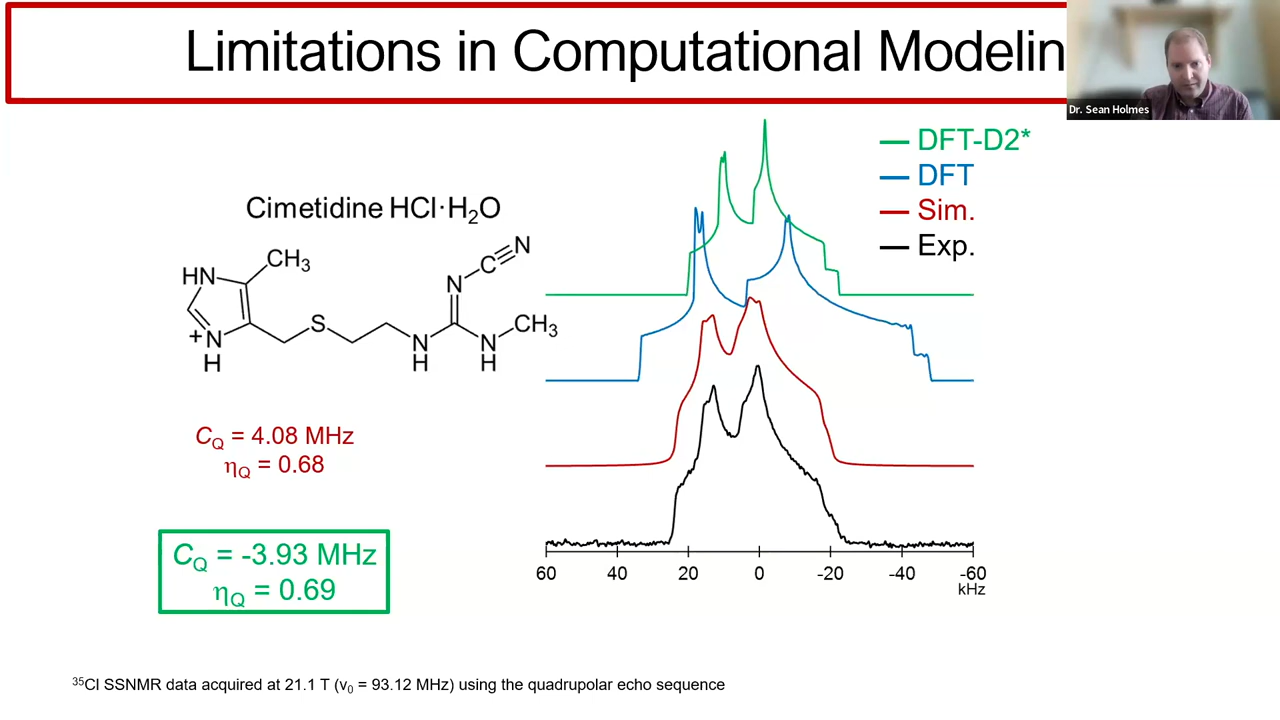 Limitations in Computational Modelin
Dr. Sean Holmes
DFT-D2*
DFT
Sim.
Exp.
Cimetidine HCl·H₂O
HN
CH₃
+N
H
S
N
H
N
C
N
N
H
CH₃
C_Q = 4.08 MHz
η_Q = 0.68
C_Q = -3.93 MHz
η_Q = 0.69
60 40 20 0 -20 -40 -60
kHz
³⁵Cl SSNMR data acquired at 21.1 T (ν₀ = 93.12 MHz) using the quadrupolar echo sequence